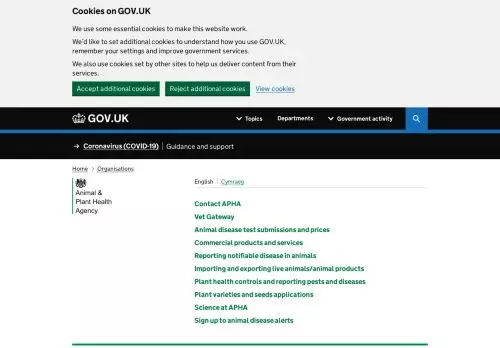 Cookies on GOV.UK
We use some essential cookies to make this website work.
We'd like to set additional cookies to understand how you use GOV.UK,
remember your settings and improve government services.
We also use cookies set by other sites to help us deliver content from their
services.
Accept additional cookies Reject additional cookies View cookies
GOV.UK Topics Departments Government activity
→ Coronavirus (COVID-19) Guidance and support
Home Organisations
English Cymraeg
Animal &
Plant Health
Agency
Contact APHA
Vet Gateway
Animal disease test submissions and prices
Commercial products and services
Reporting notifiable disease in animals
Importing and exporting live animals/animal products
Plant health controls and reporting pests and diseases
Plant varieties and seeds applications
Science at APHA
Sign up to animal disease alerts